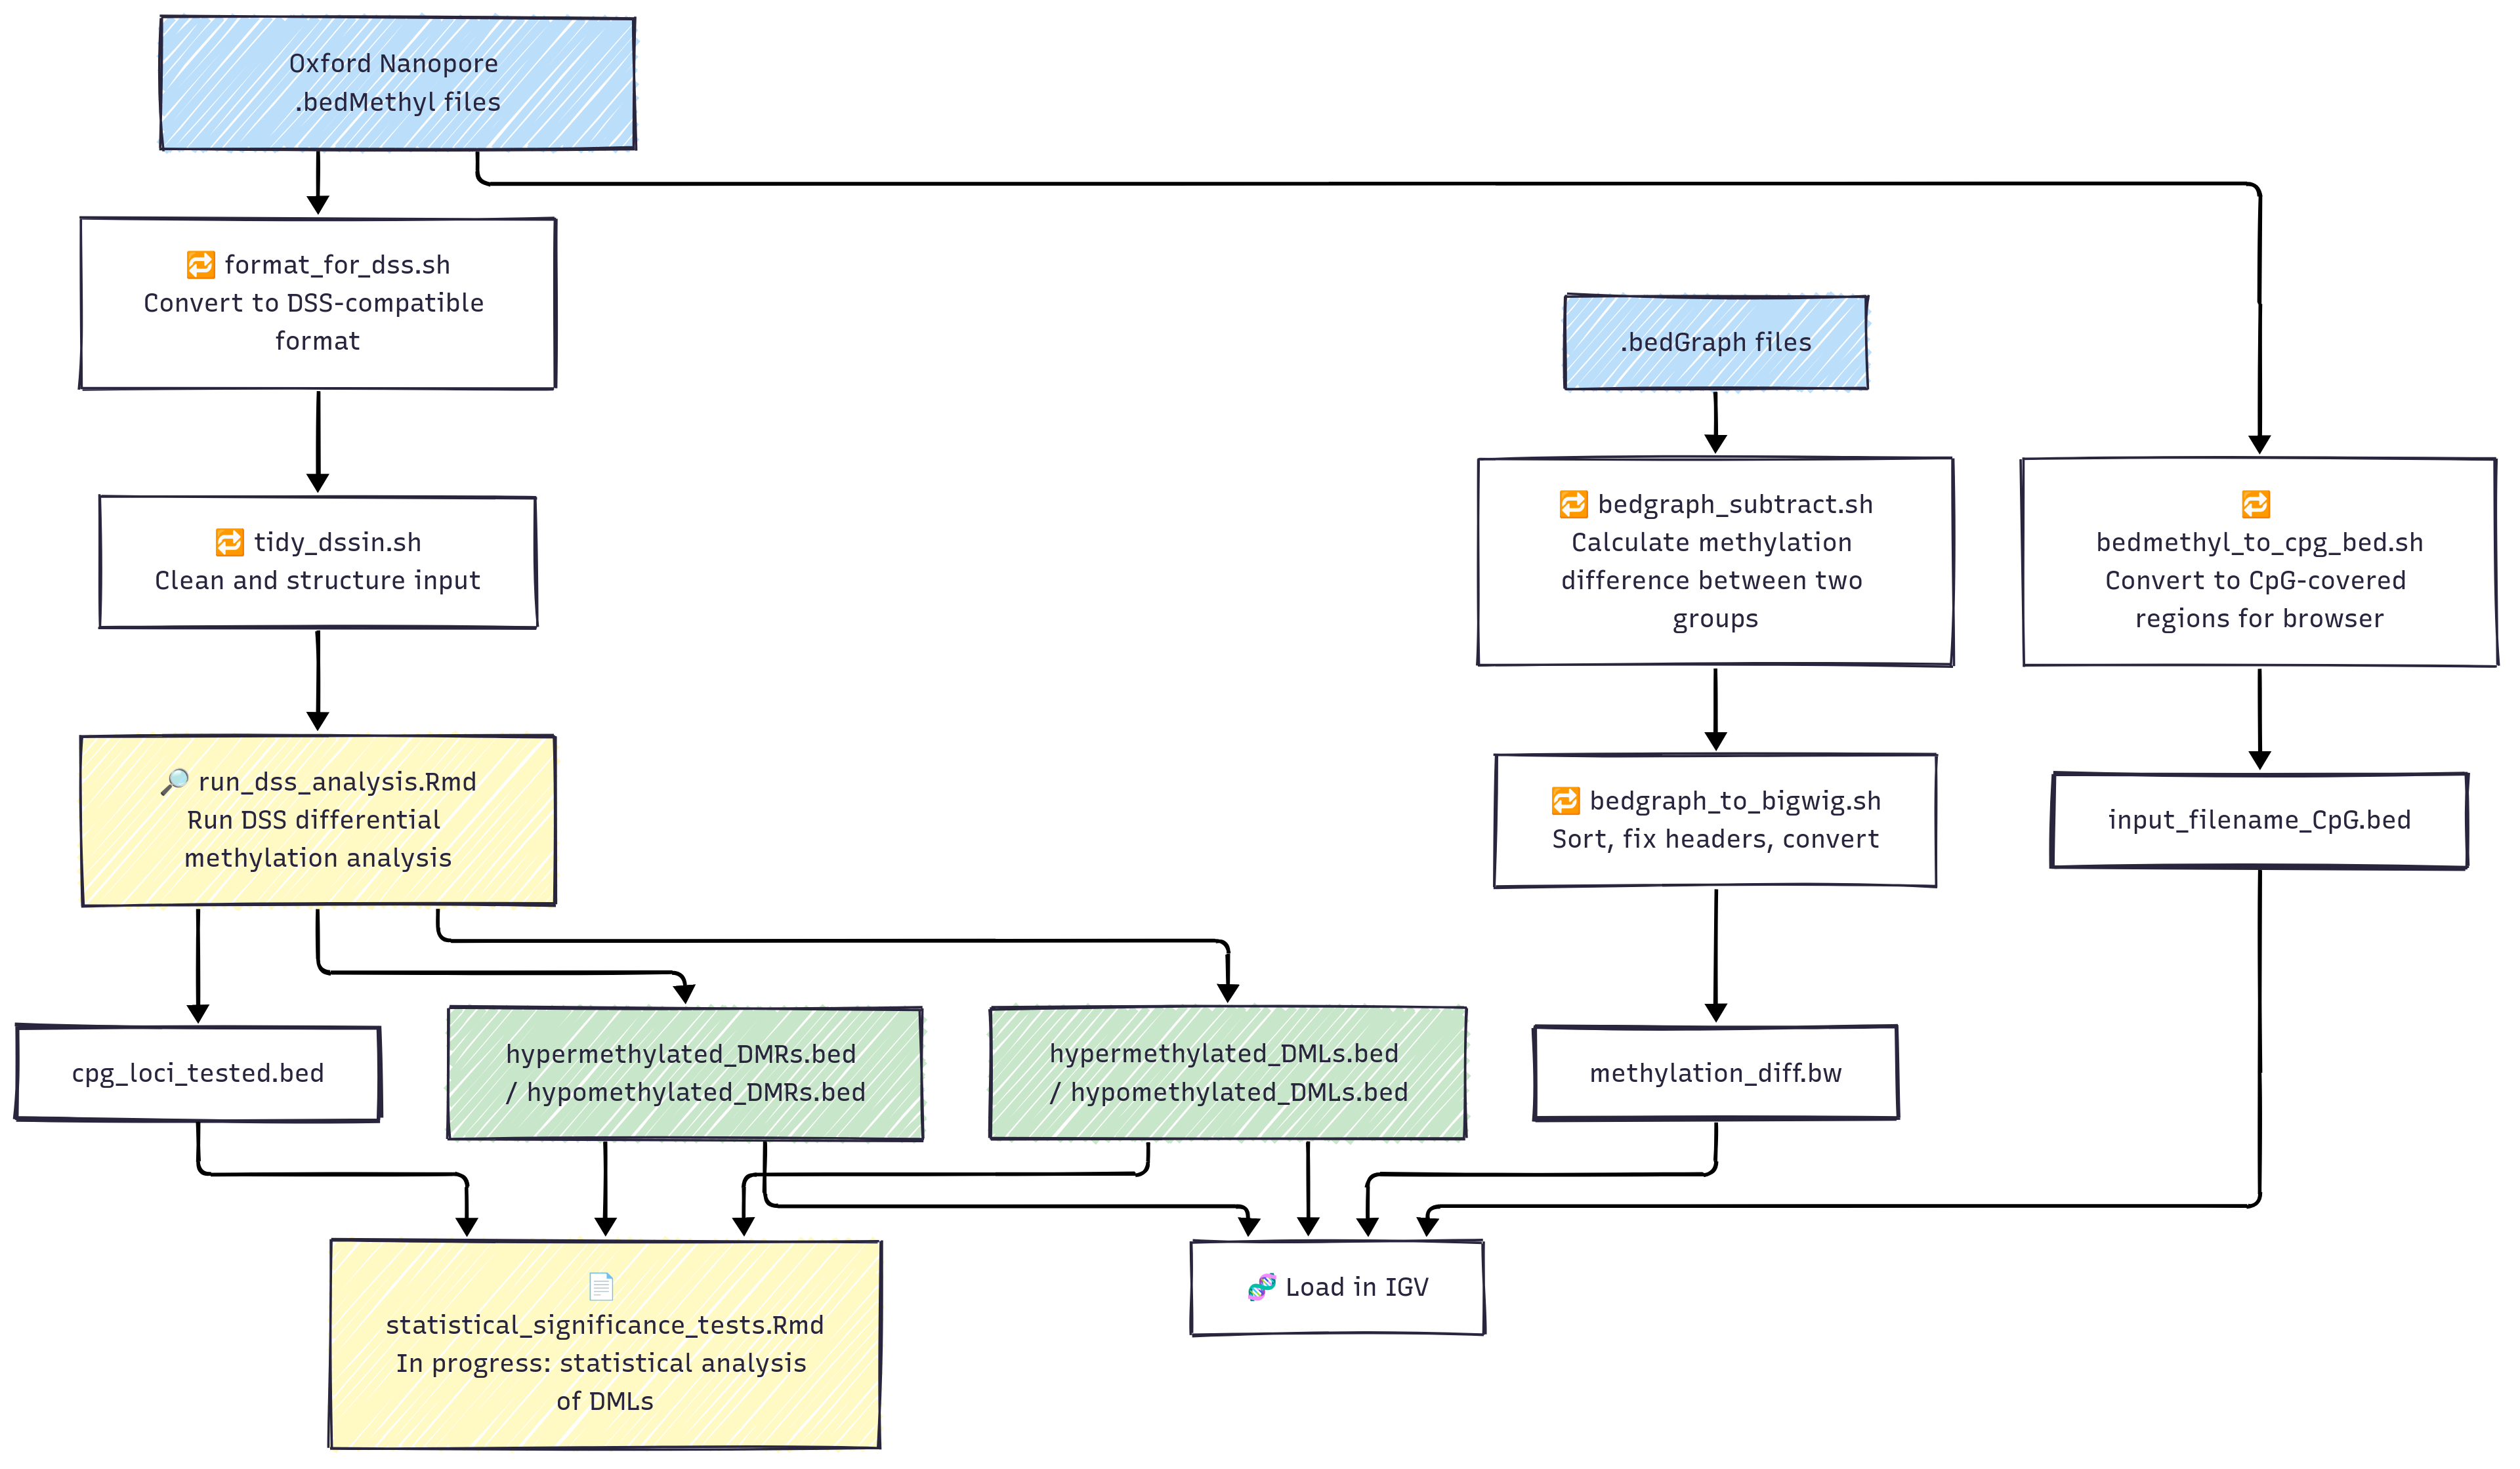 Oxford Nanopore
.bedMethyl files
format_for_dss.sh
Convert to DSS-compatible
format
.bedGraph files
tidy_dssin.sh
Clean and structure input
bedgraph_subtract.sh
Calculate methylation
difference between two
groups
bedmethyl_to_cpg_bed.sh
Convert to CpG-covered
regions for browser
run_dss_analysis.Rmd
Run DSS differential
methylation analysis
bedgraph_to_bigwig.sh
Sort, fix headers, convert
input_filename_CpG.bed
cpg_loci_tested.bed
hypermethylated_DMRs.bed
/ hypomethylated_DMRs.bed
hypermethylated_DMLs.bed
/ hypomethylated_DMLs.bed
methylation_diff.bw
statistical_significance_tests.Rmd
In progress: statistical analysis
of DMLs
Load in IGV